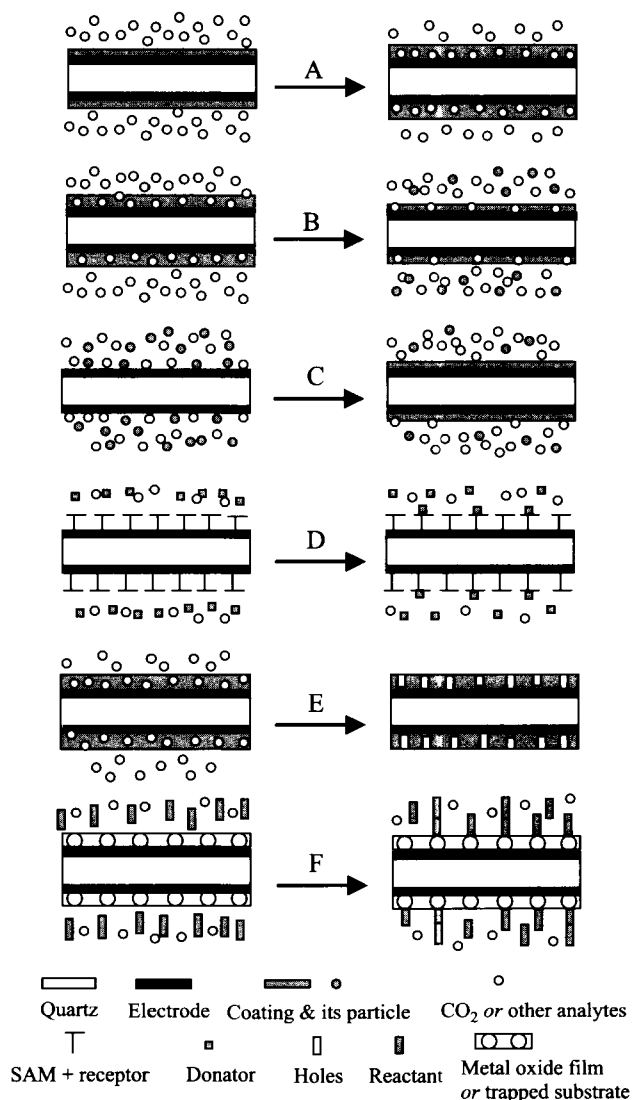 A
B
C
D
E
F
Quartz Electrode Coating & its particle CO₂ or other analytes
SAM + receptor Donator Holes Reactant Metal oxide film
or trapped substrate